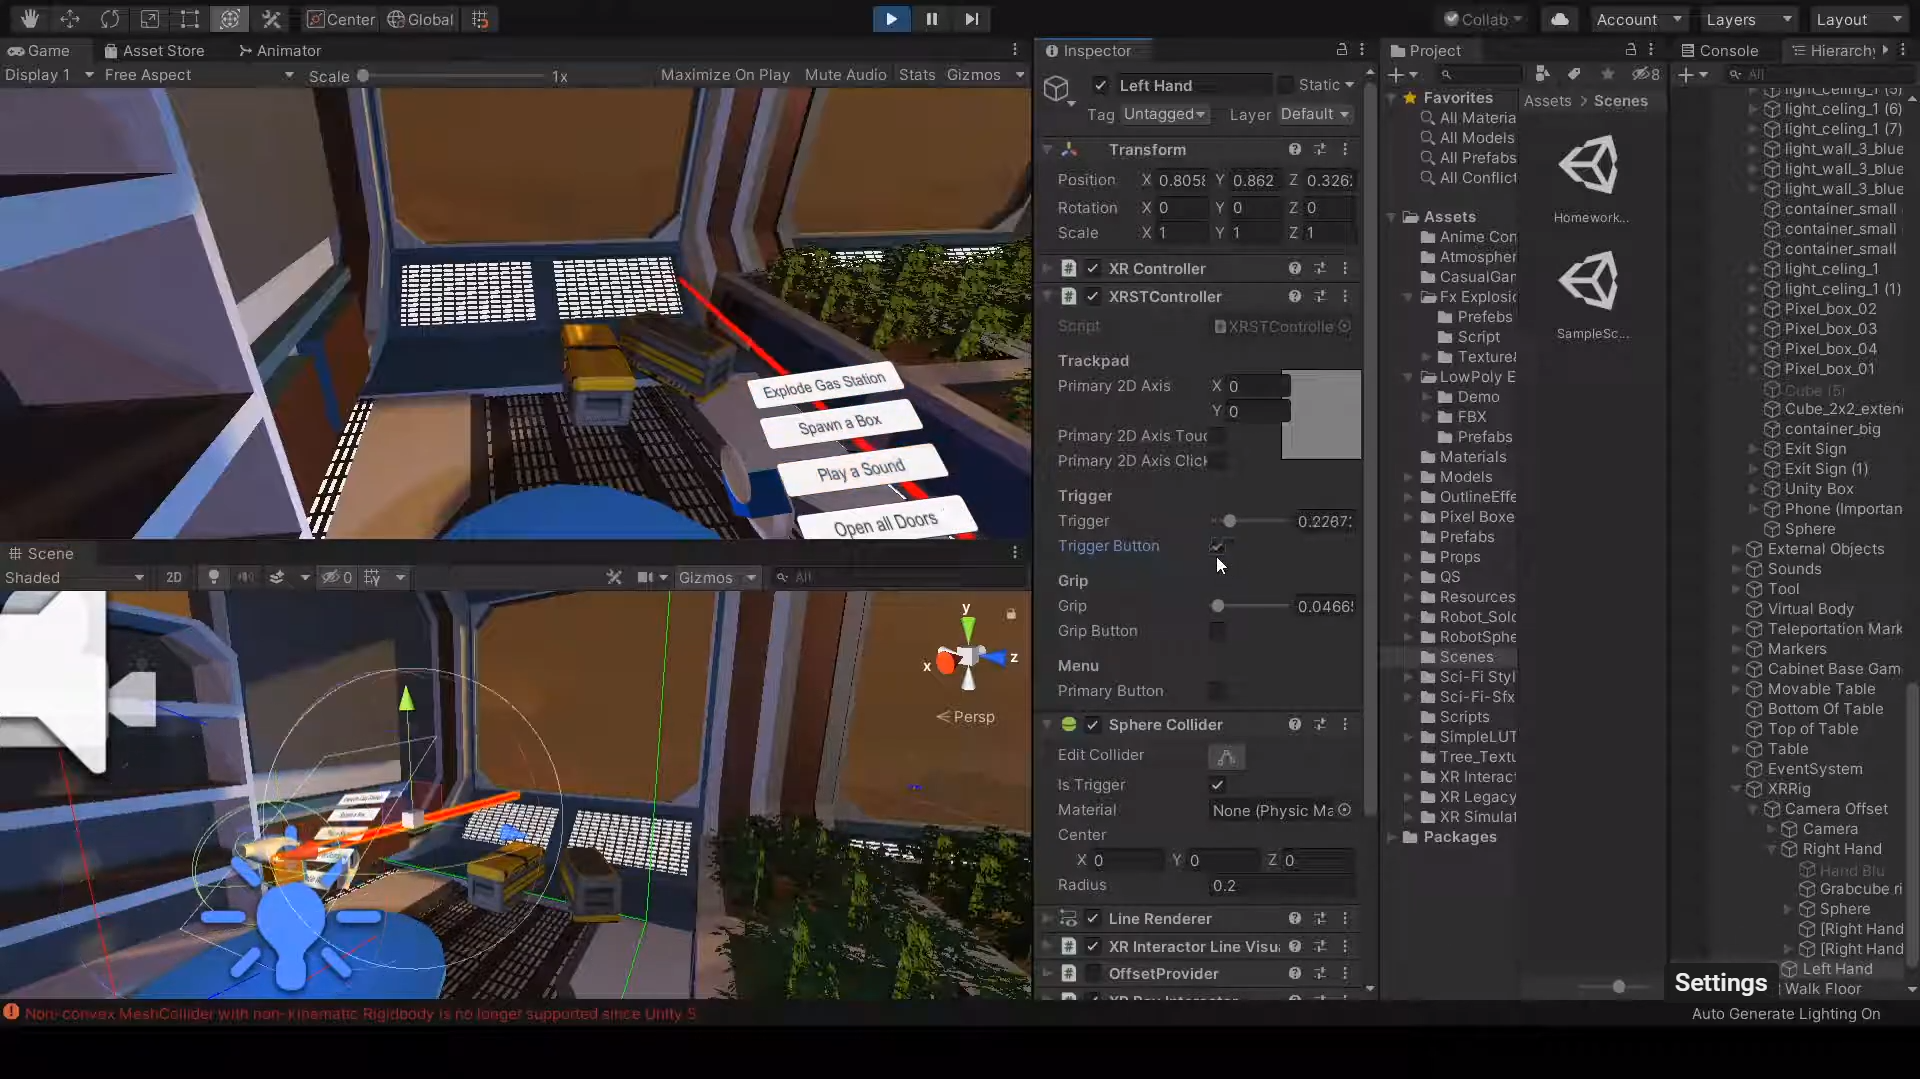 Center Global Collab Account Layers Layout
Game Asset Store Animator
Display 1 Free Aspect Scale 1x Maximize On Play Mute Audio Stats Gizmos
Explode Gas Station
Spawn a Box
Play a Sound
Open all Doors
Scene
Shaded 2D 0 Gizmos All
y
x
z
Persp
Inspector
Left Hand Static
Tag Untagged Layer Default
Transform
Position X 0.805 Y 0.862 Z 0.326
Rotation X 0 Y 0 Z 0
Scale X 1 Y 1 Z 1
XR Controller
XRSTController
Script XRSTControlle
Trackpad
Primary 2D Axis X 0
Y 0
Primary 2D Axis Touc
Primary 2D Axis Click
Trigger
Trigger 0.2267
Trigger Button
Grip
Grip 0.0466
Grip Button
Menu
Primary Button
Sphere Collider
Edit Collider
Is Trigger
Material None (Physic Ma
Center
X 0 Y 0 Z 0
Radius 0.2
Line Renderer
XR Interactor Line Visu
OffsetProvider
XR Ray Interactor
Project
8
Favorites
All Materia
All Models
All Prefabs
All Conflict
Assets
Anime Con
Atmospher
CasualGan
Fx Explosic
Prefebs
Script
Texture
LowPoly E
Demo
FBX
Prefabs
Materials
Models
OutlineEffe
Pixel Boxe
Prefabs
Props
QS
Resources
Robot_Solc
RobotSphe
Scenes
Sci-Fi Styl
Sci-Fi-Sfx
Scripts
SimpleLUT
Tree_Textu
XR Interact
XR Legacy
XR Simulat
Packages
Assets > Scenes
Homework...
SampleSc...
Console Hierarchy
All
light_celing_1 (5)
light_celing_1 (6)
light_celing_1 (7)
light_wall_3_blue
light_wall_3_blue
light_wall_3_blue
container_small
container_small
container_small
light_celing_1
light_celing_1 (1)
Pixel_box_02
Pixel_box_03
Pixel_box_04
Pixel_box_01
Cube (5)
Cube_2x2_exten
container_big
Exit Sign
Exit Sign (1)
Unity Box
Phone (Importan
Sphere
External Objects
Sounds
Tool
Virtual Body
Teleportation Mark
Markers
Cabinet Base Gam
Movable Table
Bottom Of Table
Top of Table
Table
EventSystem
XRRig
Camera Offset
Camera
Right Hand
Hand Blu
Grabcube ri
Sphere
[Right Hand
[Right Hand
Left Hand
Walk Floor
Settings
Non-convex MeshCollider with non-kinematic Rigidbody is no longer supported since Unity 5
Auto Generate Lighting On